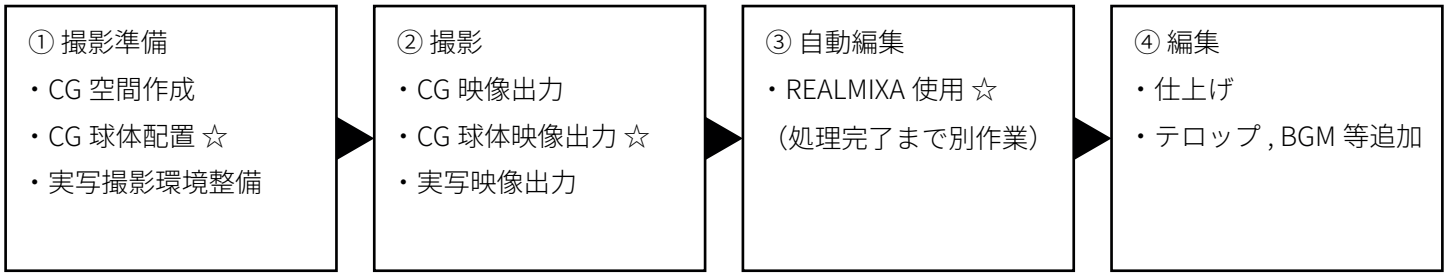 ① 撮影準備
・CG 空間作成
・CG 球体配置 ☆
・実写撮影環境整備
② 撮影
・CG 映像出力
・CG 球体映像出力 ☆
・実写映像出力
③ 自動編集
・REALMIXA 使用 ☆
（処理完了まで別作業）
④ 編集
・仕上げ
・テロップ , BGM 等追加